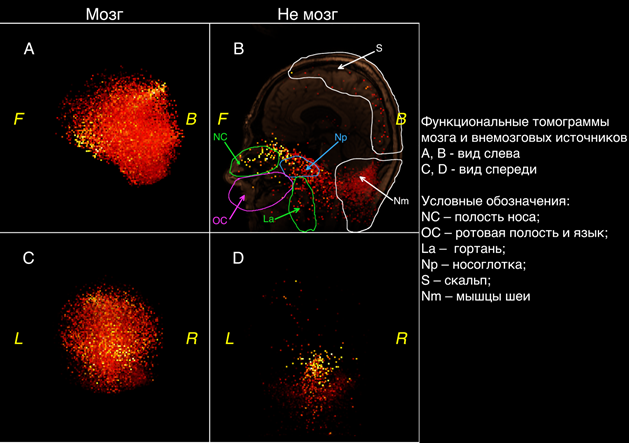 Мозг
Не мозг
A
F
B
B
F
B
S
NC
Np
OC
La
Nm
C
L
R
D
L
R
Функциональные томограммы
мозга и внемозговых источников
A, B - вид слева
C, D - вид спереди
Условные обозначения:
NC – полость носа;
OC – ротовая полость и язык;
La – гортань;
Np – носоглотка;
S – скальп;
Nm – мышцы шеи